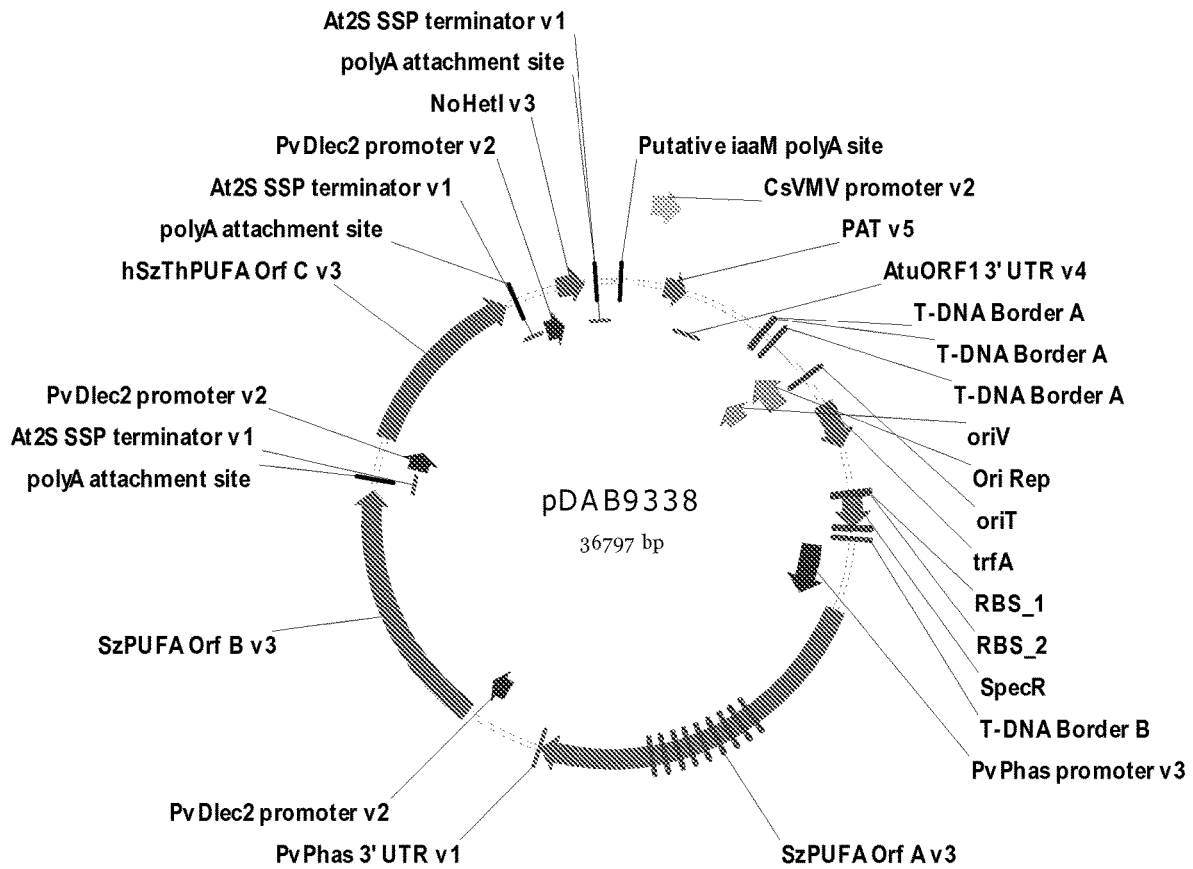 At2S SSP terminator v1
polyA attachment site
NoHetI v3
PvDlec2 promoter v2
At2S SSP terminator v1
polyA attachment site
hSzThPUFA Orf C v3
PvDlec2 promoter v2
At2S SSP terminator v1
polyA attachment site
SzPUFA Orf B v3
PvDlec2 promoter v2
PvPhas 3' UTR v1
Putative iaaM polyA site
CsVMV promoter v2
PAT v5
AtuORF1 3' UTR v4
T-DNA Border A
T-DNA Border A
T-DNA Border A
oriV
Ori Rep
oriT
trfA
RBS_1
RBS_2
SpecR
T-DNA Border B
PvPhas promoter v3
SzPUFA Orf A v3
pDAB9338
36797 bp